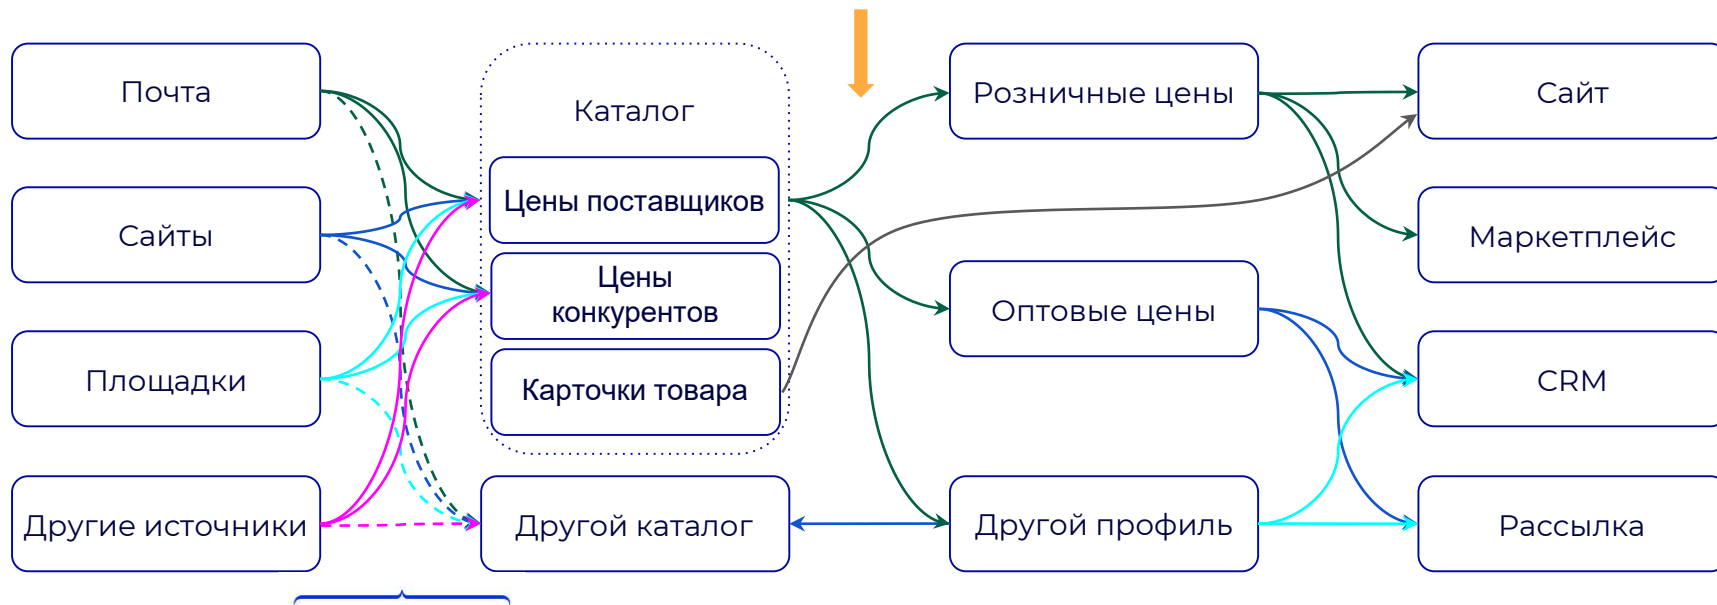 Почта
Сайты
Площадки
Другие источники
Каталог
Цены поставщиков
Цены
конкурентов
Карточки товара
Другой каталог
Розничные цены
Оптовые цены
Другой профиль
Сайт
Маркетплейс
CRM
Рассылка